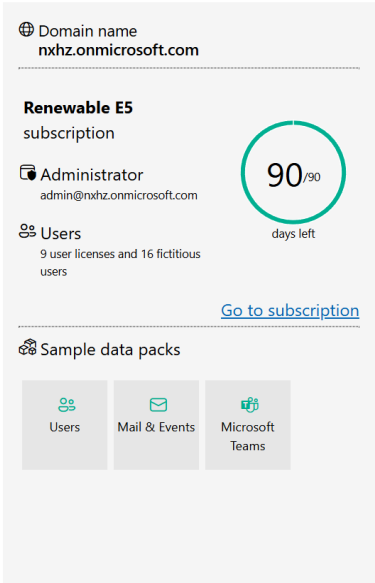 Domain name
nxhz.onmicrosoft.com
Renewable E5
subscription
90/90
days left
Administrator
admin@nxhz.onmicrosoft.com
Users
9 user licenses and 16 fictitious
users
Go to subscription
Sample data packs
Users
Mail & Events
Microsoft
Teams